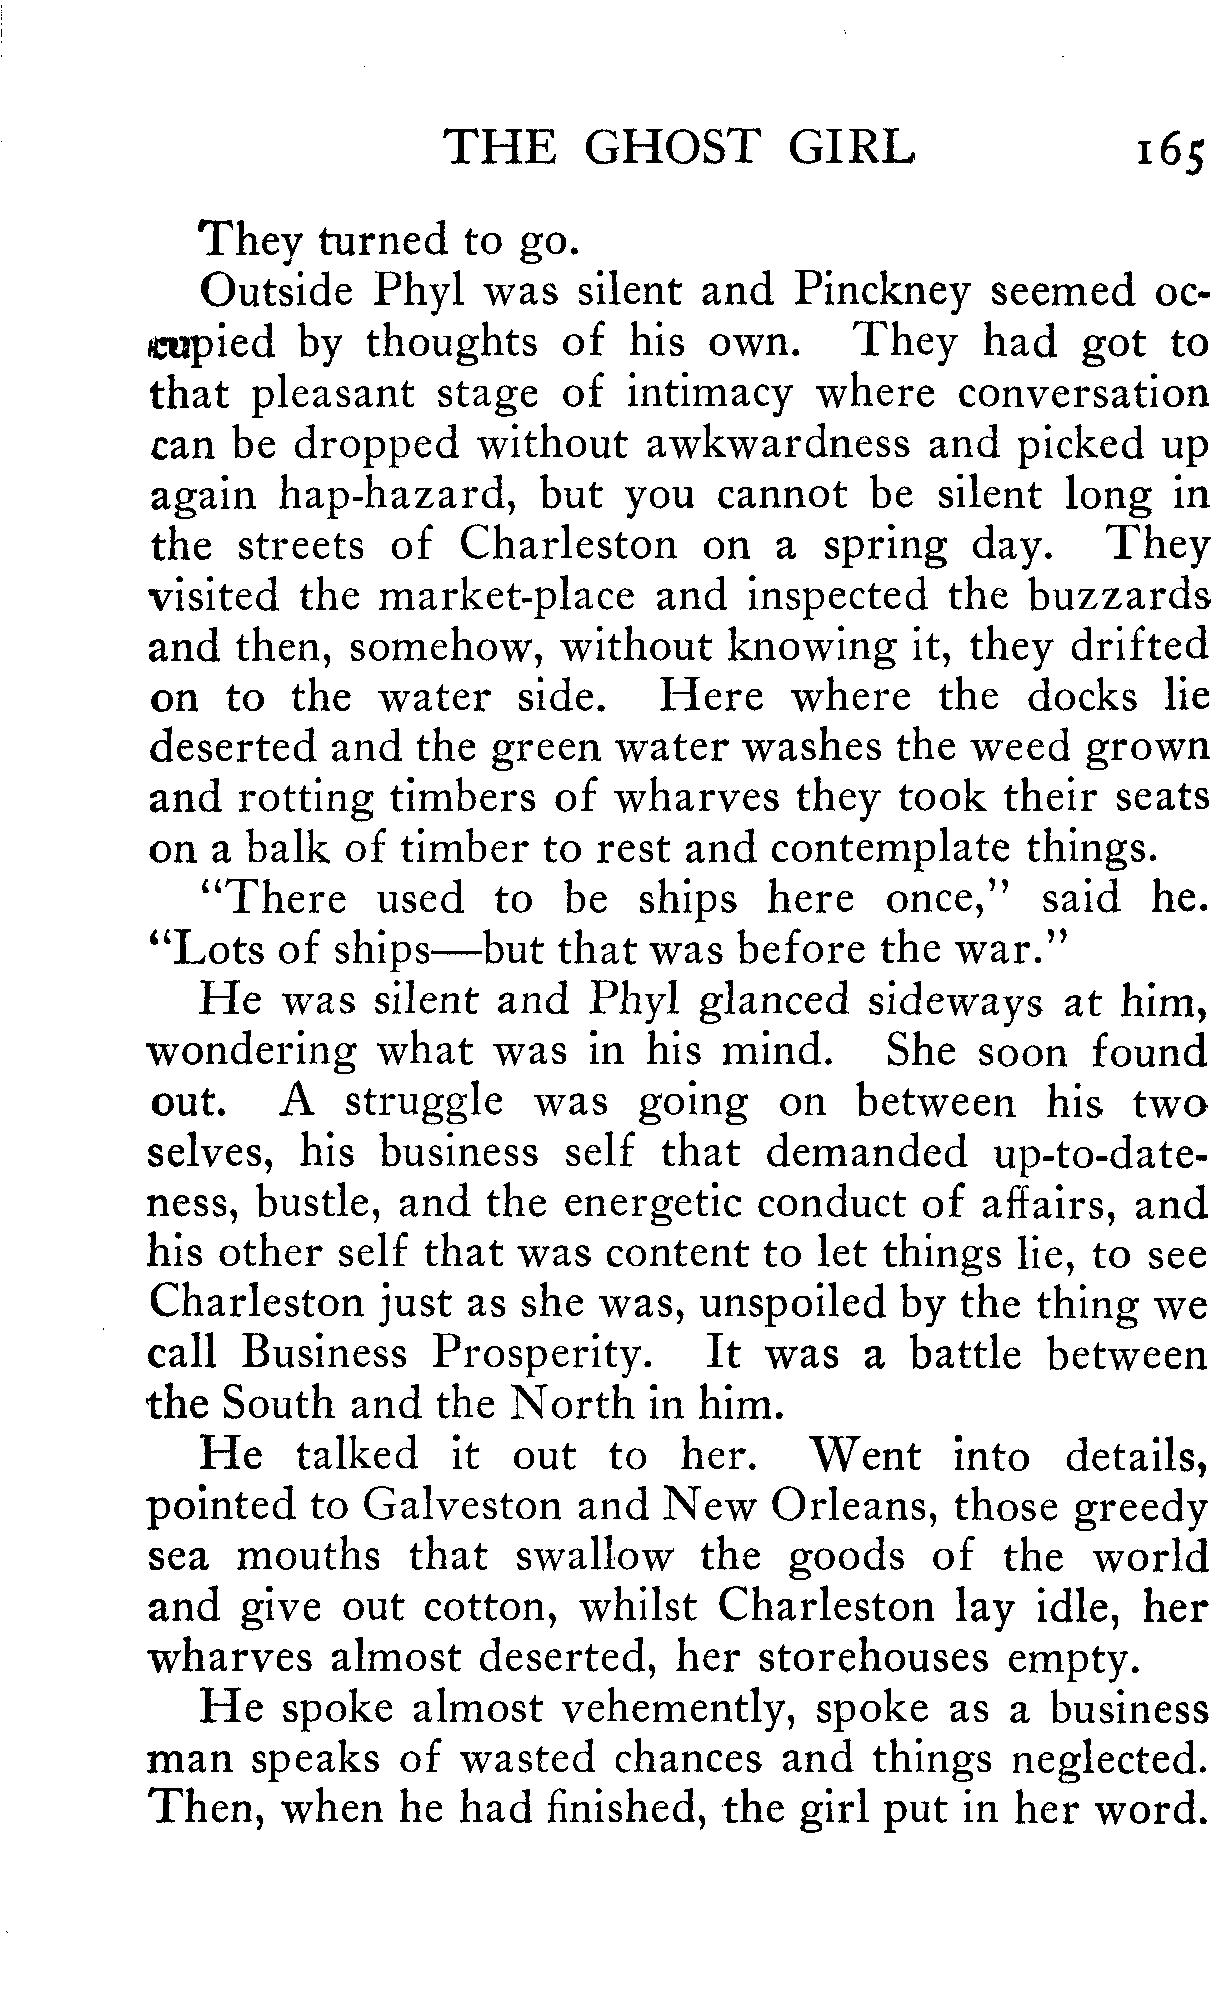 THE GHOST GIRL 165
They turned to go.
Outside Phyl was silent and Pinckney seemed oc-
cupied by thoughts of his own. They had got to
that pleasant stage of intimacy where conversation
can be dropped without awkwardness and picked up
again hap-hazard, but you cannot be silent long in
the streets of Charleston on a spring day. They
visited the market-place and inspected the buzzards
and then, somehow, without knowing it, they drifted
on to the water side. Here where the docks lie
deserted and the green water washes the weed grown
and rotting timbers of wharves they took their seats
on a balk of timber to rest and contemplate things.
“There used to be ships here once,” said he.
“Lots of ships—but that was before the war.”
He was silent and Phyl glanced sideways at him,
wondering what was in his mind. She soon found
out. A struggle was going on between his two
selves, his business self that demanded up-to-date-
ness, bustle, and the energetic conduct of affairs, and
his other self that was content to let things lie, to see
Charleston just as she was, unspoiled by the thing we
call Business Prosperity. It was a battle between
the South and the North in him.
He talked it out to her. Went into details,
pointed to Galveston and New Orleans, those greedy
sea mouths that swallow the goods of the world
and give out cotton, whilst Charleston lay idle, her
wharves almost deserted, her storehouses empty.
He spoke almost vehemently, spoke as a business
man speaks of wasted chances and things neglected.
Then, when he had finished, the girl put in her word.